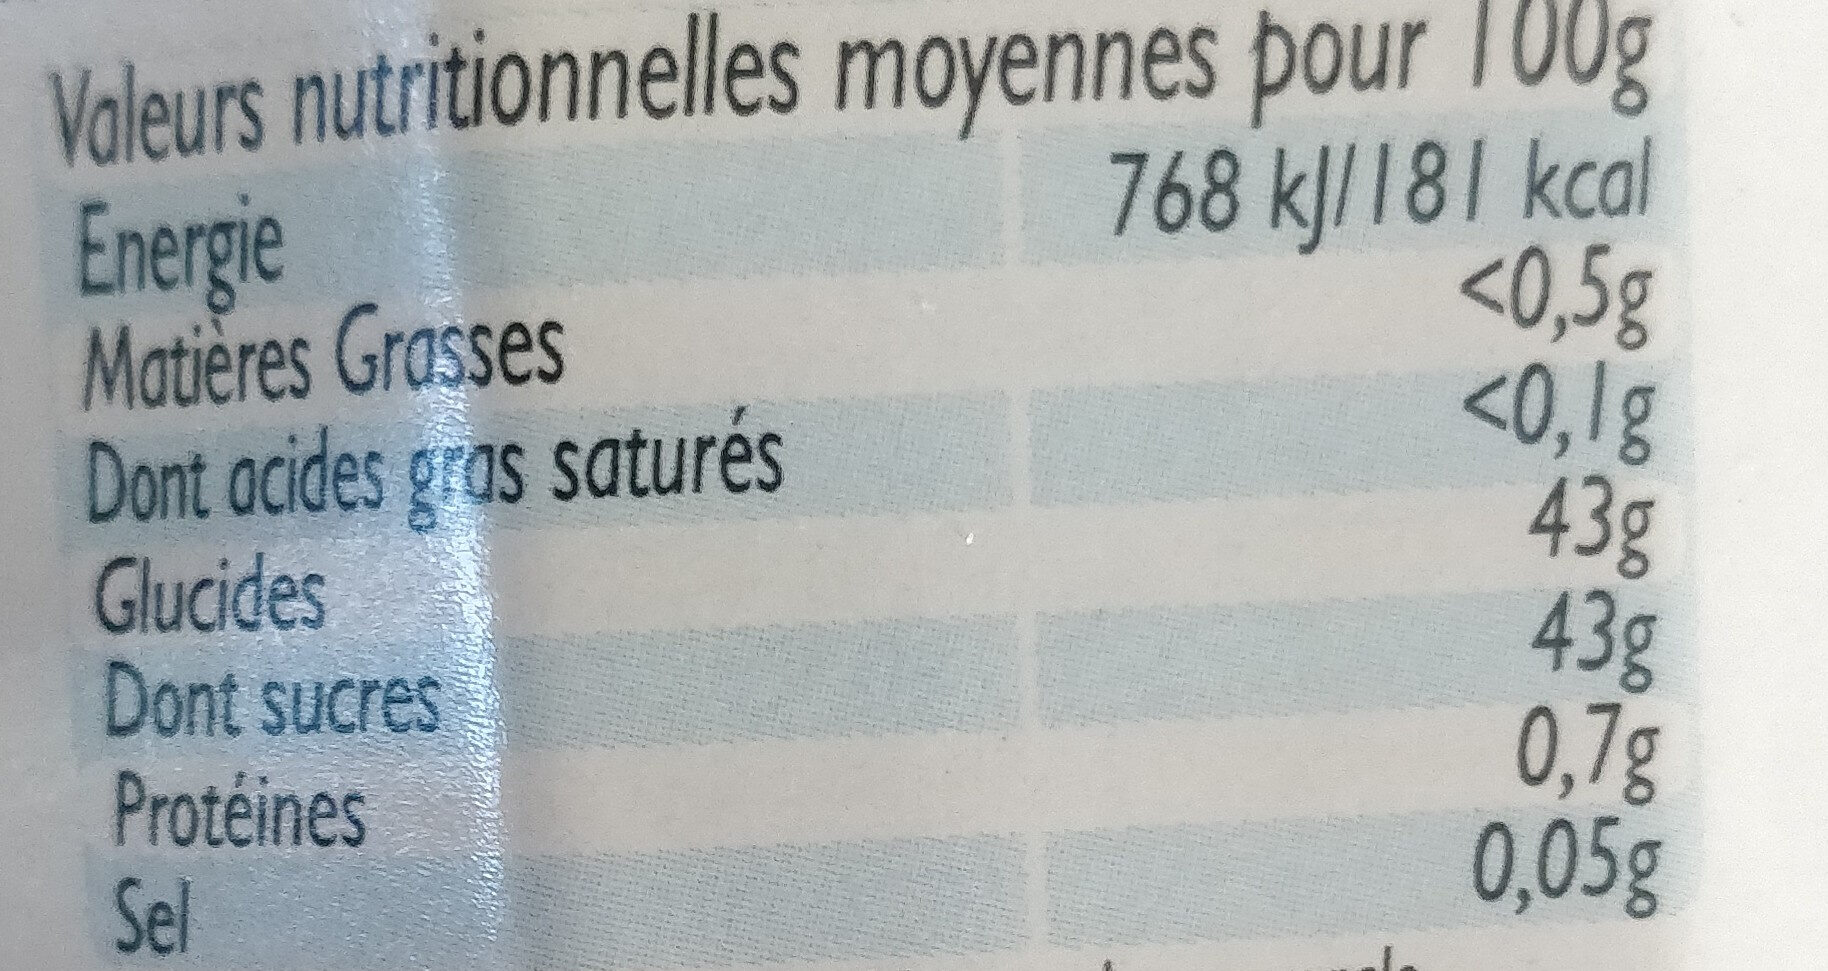 Valeurs nutritionnelles moyennes pour 100g
Energie 768 kJ/181 kcal
Matières Grasses <0,5g
Dont acides gras saturés <0,1g
Glucides 43g
Dont sucres 43g
Protéines 0,7g
Sel 0,05g